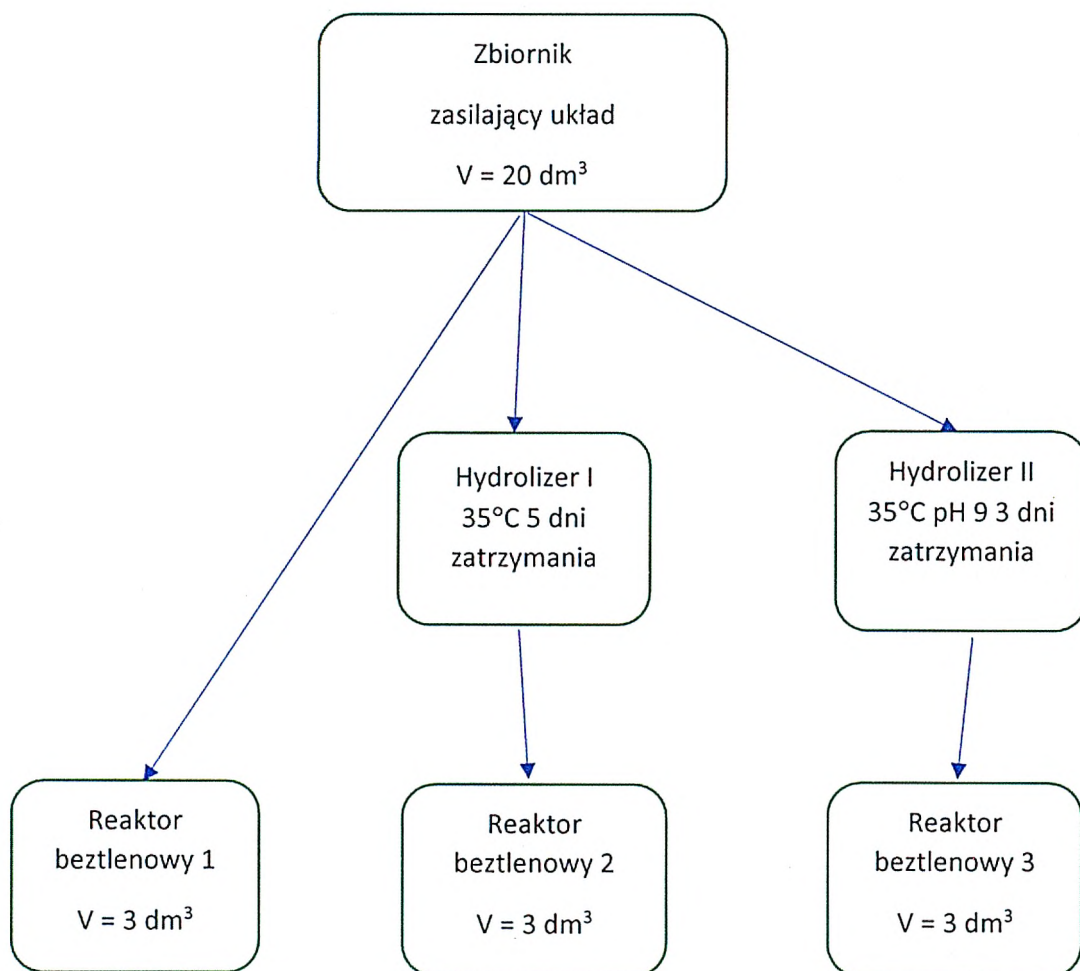 Zbiornik
zasilający układ
V = 20 dm³
Hydrolizer I
35°C 5 dni
zatrzymania
Hydrolizer II
35°C pH 9 3 dni
zatrzymania
Reaktor
beztlenowy 1
V = 3 dm³
Reaktor
beztlenowy 2
V = 3 dm³
Reaktor
beztlenowy 3
V = 3 dm³